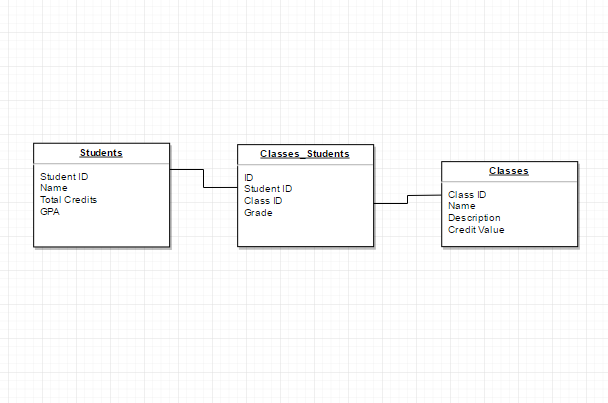 Students
Student ID
Name
Total Credits
GPA
Classes_Students
ID
Student ID
Class ID
Grade
Classes
Class ID
Name
Description
Credit Value